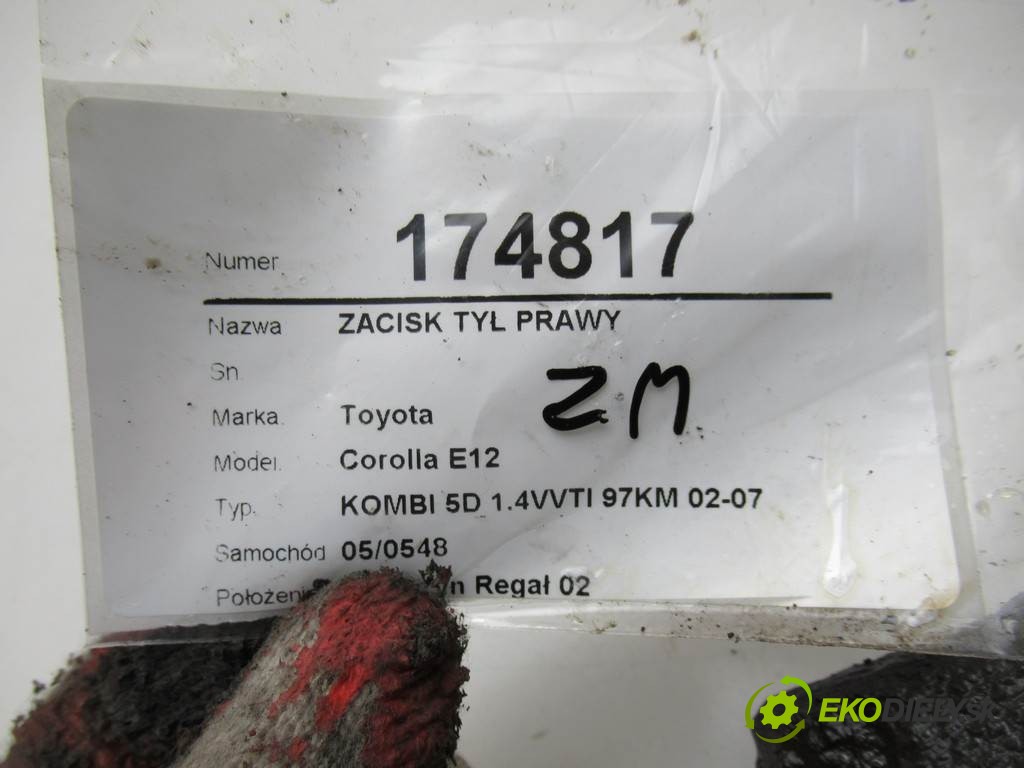 Numer 174817
Nazwa ZACISK TYŁ PRAWY
Sn.
ZM
Marka. Toyota
Model. Corolla E12
Typ. KOMBI 5D 1.4VVTI 97KM 02-07
Samochód 05/0548
Regał 02
EKODIELY.SK